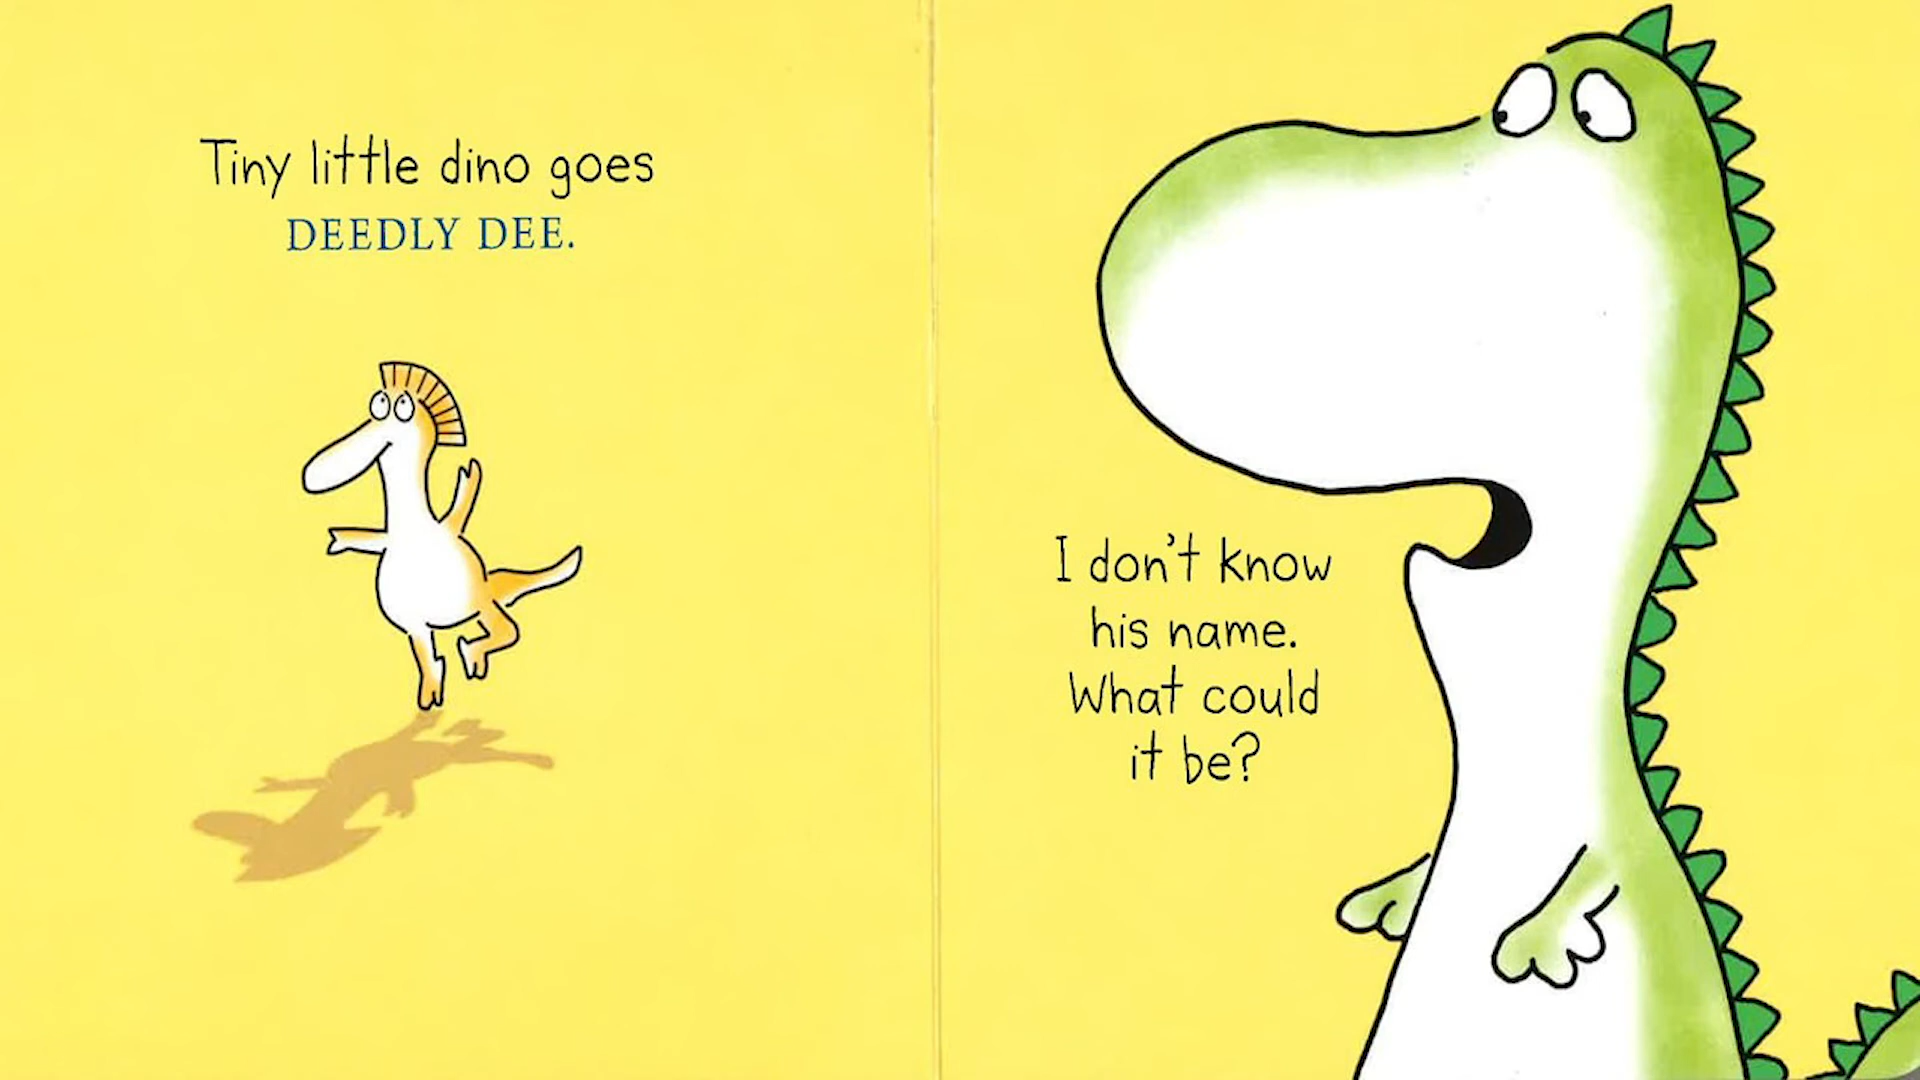 Tiny little dino goes
DEEDLY DEE.
I don't know
his name.
What could
it be?